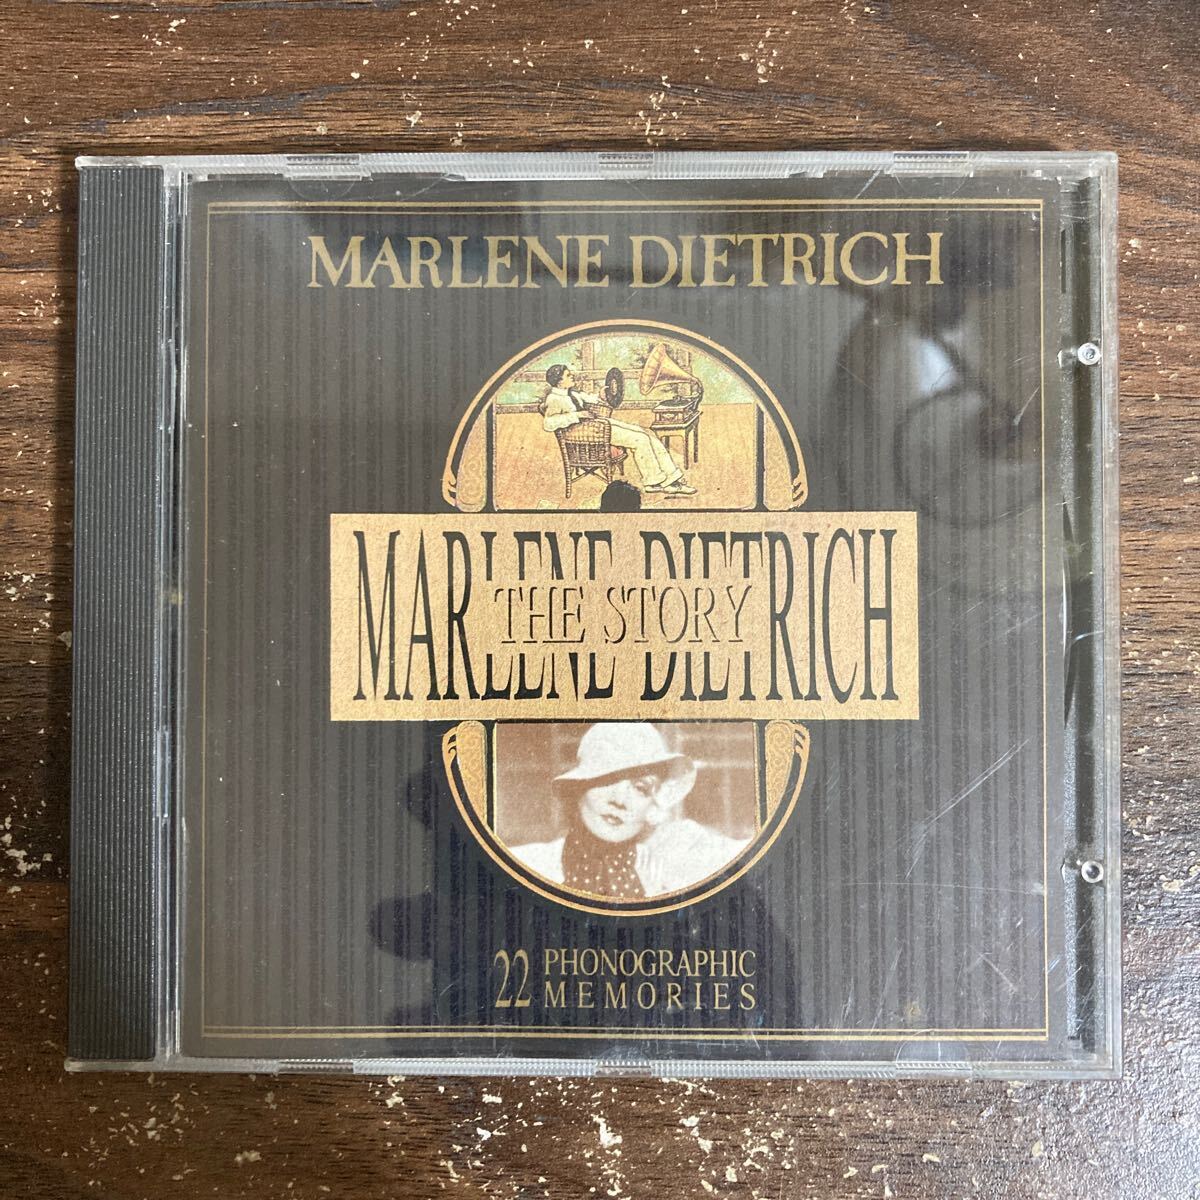 MARLENE DIETRICH
MARLENE DIETRICH
THE STORY
22 PHONOGRAPHIC
MEMORIES